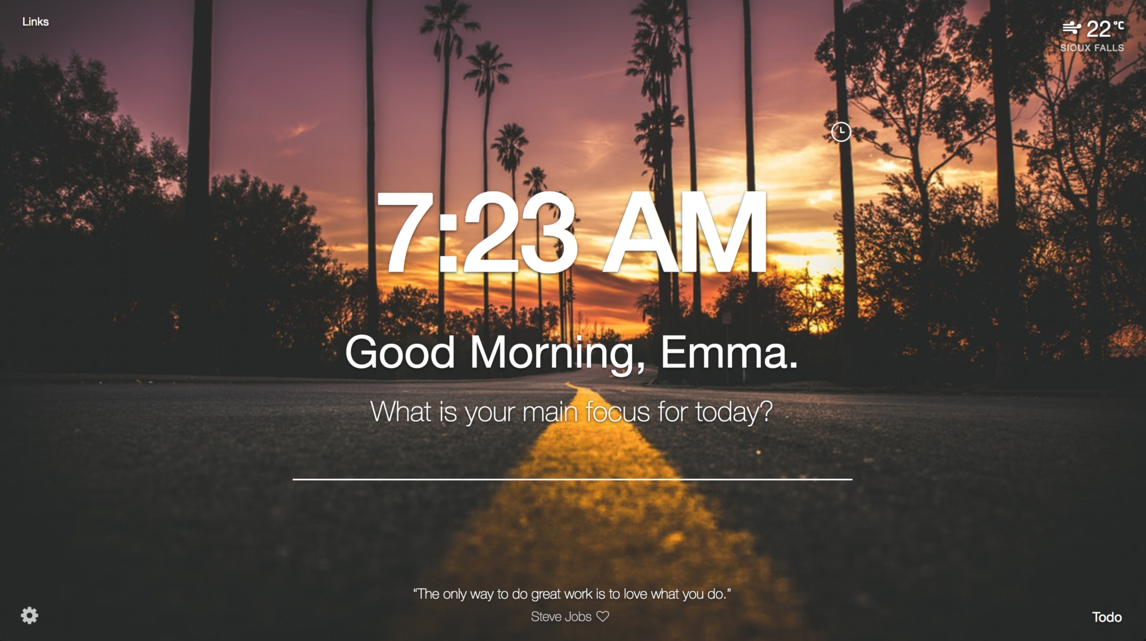 Links
22°C
SIOUX FALLS
7:23 AM
Good Morning, Emma.
What is your main focus for today?
“The only way to do great work is to love what you do.”
Steve Jobs
Todo